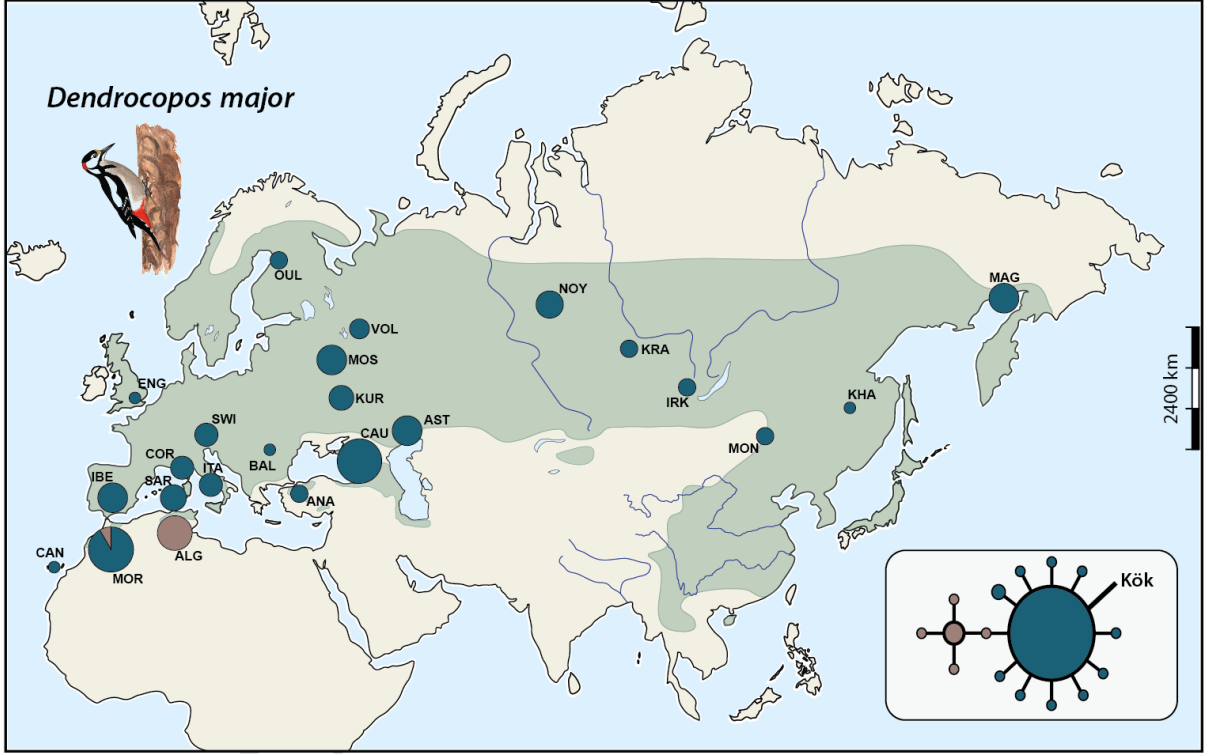 Dendrocopos major
OUL
NOY
MAG
VOL
MOS
KRA
ENG
KUR
IRK
KHA
2400 km
SWI
CAU
AST
MON
COR
ITA
BAL
IBE
SAR
ANA
CAN
ALG
MOR
Kök